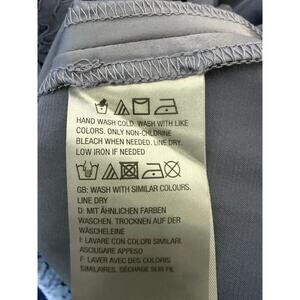 HAND WASH COLD. WASH WITH LIKE
COLORS. ONLY NON-CHLORINE
BLEACH WHEN NEEDED. LINE DRY.
LOW IRON IF NEEDED
GB: WASH WITH SIMILAR COLOURS.
LINE DRY
D: MIT ÄHNLICHEN FARBEN
WASCHEN. TROCKNEN AUF DER
WÄSCHELEINE
I: LAVARE CON COLORI SIMILARI.
ASCIUGARE APPESO
F: LAVER AVEC DES COLORIS
SIMILAIRES. SÉCHAGE SUR FIL